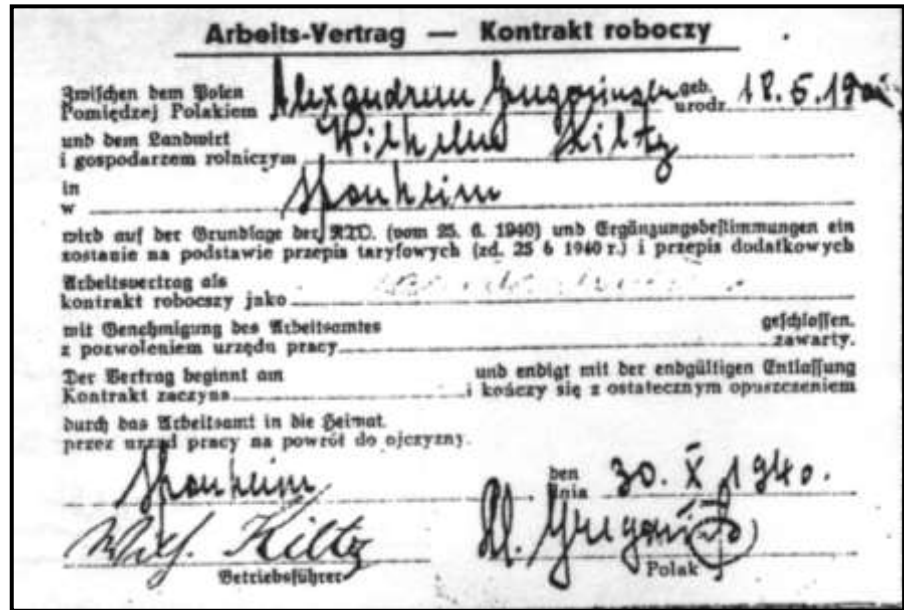 Arbeits-Vertrag — Kontrakt roboczy
Zwischen dem Polen
Pomiędzej Polakiem
geb.
urodz. 18.5.
und dem Landwirt
i gospodarzem rolniczym Wilhelm Kiltz
in
w Sponheim
wird auf der Grundlage der RTO. (vom 25. 6. 1940) und Ergänzungsbestimmungen ein
zostanie na podstawie przepis taryfowych (zd. 25 6 1940 r.) i przepis dodatkowych
Arbeitsvertrag als
kontrakt roboczy jako
mit Genehmigung des Arbeitsamtes geschlossen.
z pozwoleniem urzędu pracy zawarty.
Der Vertrag beginnt am und endigt mit der endgültigen Entlassung
Kontrakt zaczyna i kończy się z ostatecznym opuszczeniem
durch das Arbeitsamt in die Heimat.
przez urząd pracy na powrót do ojczyzny.
Sponheim den
dnia 30. X. 1940.
Wilh. Kiltz
Betriebsführer Polak